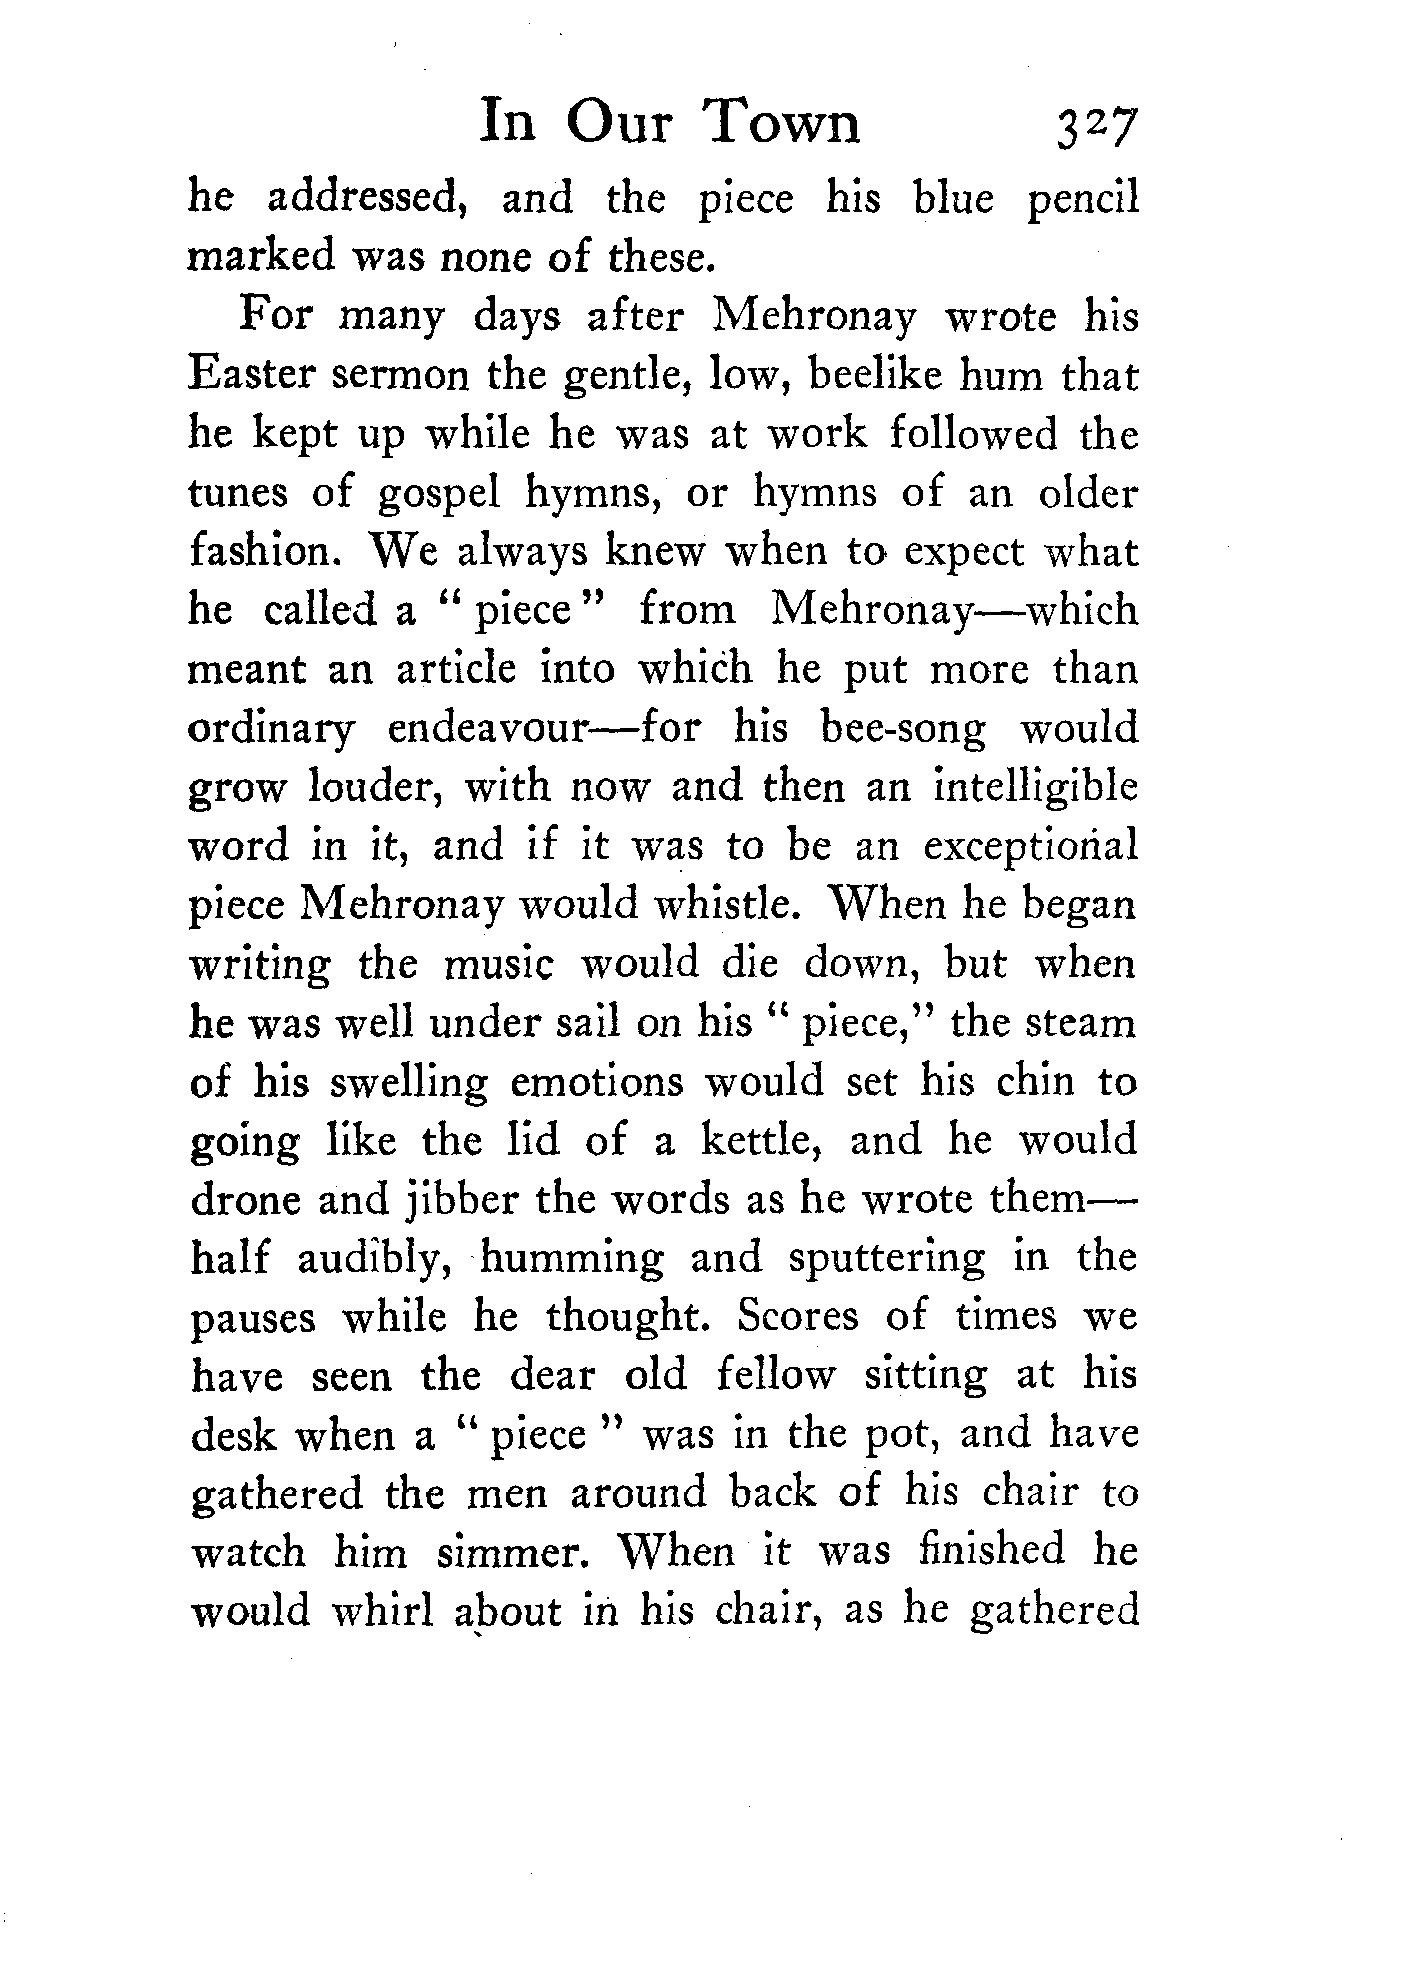 In Our Town 327
he addressed, and the piece his blue pencil
marked was none of these.
For many days after Mehronay wrote his
Easter sermon the gentle, low, beelike hum that
he kept up while he was at work followed the
tunes of gospel hymns, or hymns of an older
fashion. We always knew when to expect what
he called a " piece " from Mehronay—which
meant an article into which he put more than
ordinary endeavour—for his bee-song would
grow louder, with now and then an intelligible
word in it, and if it was to be an exceptional
piece Mehronay would whistle. When he began
writing the music would die down, but when
he was well under sail on his " piece," the steam
of his swelling emotions would set his chin to
going like the lid of a kettle, and he would
drone and jibber the words as he wrote them—
half audibly, humming and sputtering in the
pauses while he thought. Scores of times we
have seen the dear old fellow sitting at his
desk when a " piece " was in the pot, and have
gathered the men around back of his chair to
watch him simmer. When it was finished he
would whirl about in his chair, as he gathered